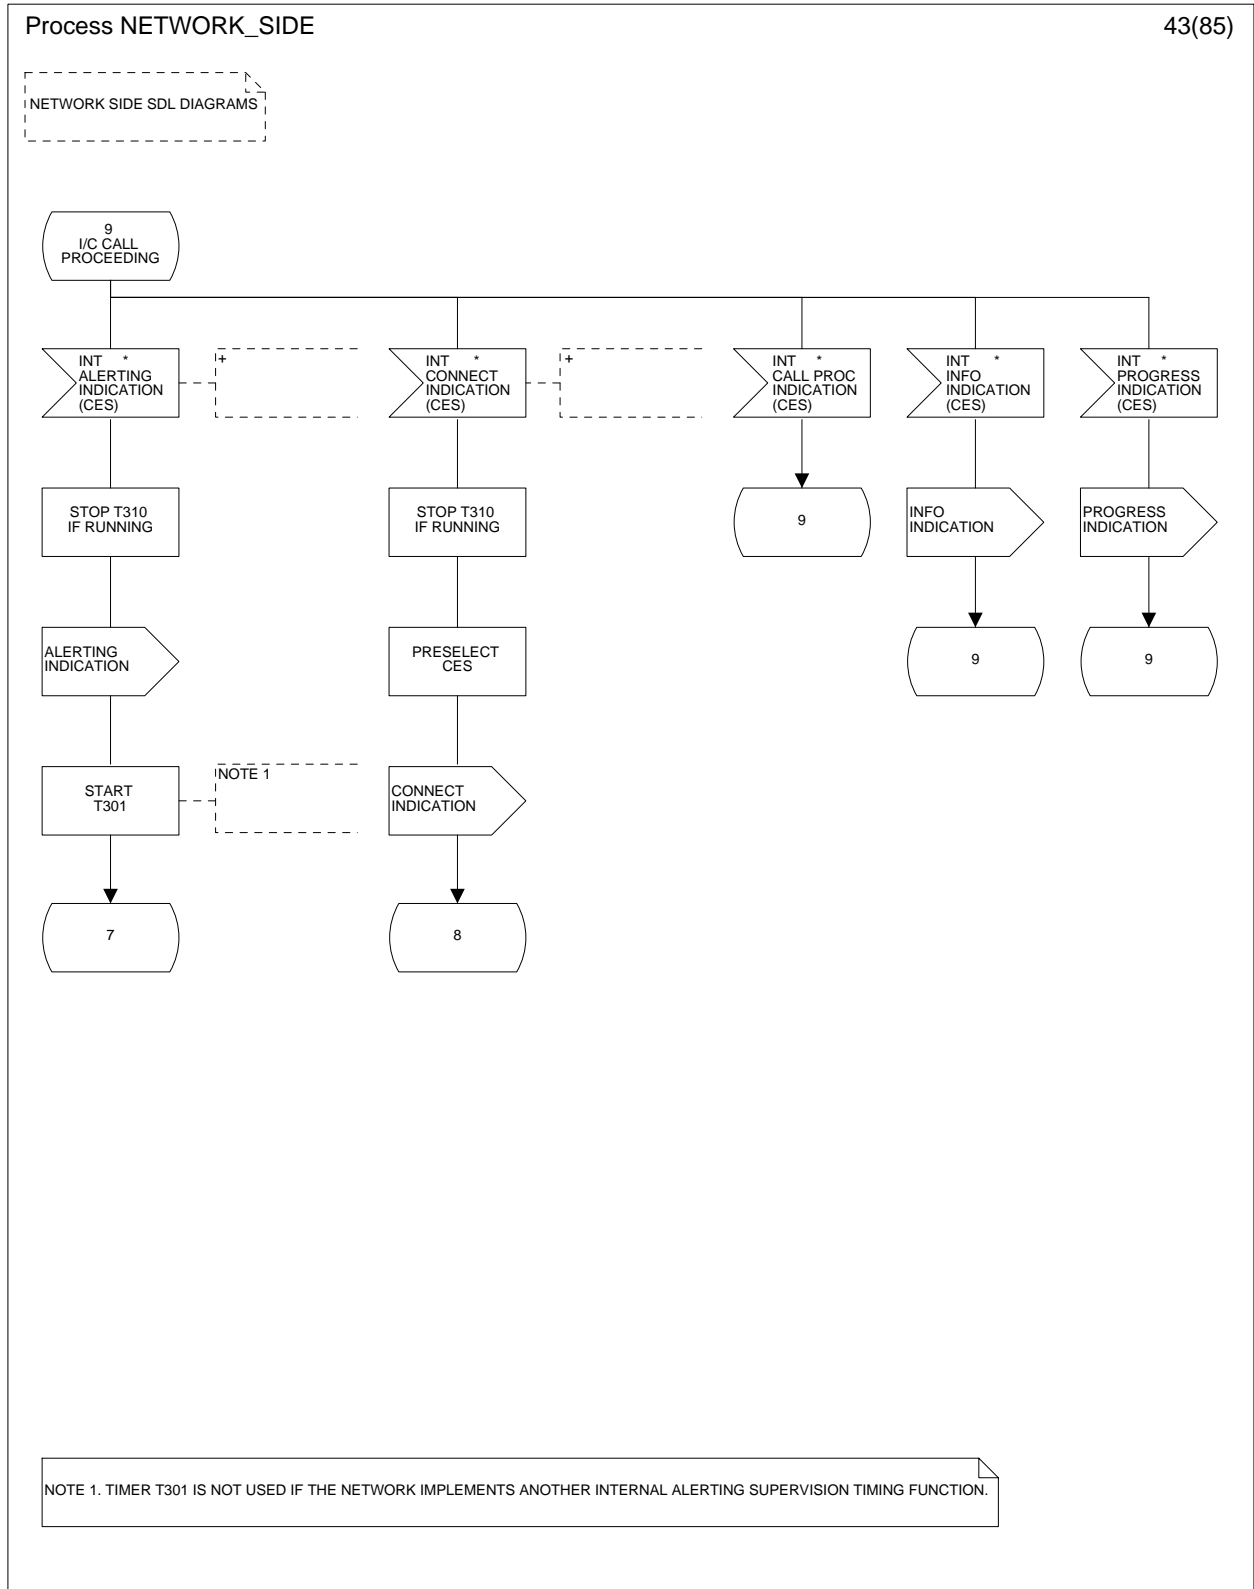 Process NETWORK_SIDE
43(85)
NETWORK SIDE SDL DIAGRAMS
9
I/C CALL
PROCEEDING
INT *
ALERTING
INDICATION
(CES)
+
INT *
CONNECT
INDICATION
(CES)
+
INT *
CALL PROC
INDICATION
(CES)
INT *
INFO
INDICATION
(CES)
INT *
PROGRESS
INDICATION
(CES)
STOP T310
IF RUNNING
STOP T310
IF RUNNING
9
INFO
INDICATION
PROGRESS
INDICATION
ALERTING
INDICATION
PRESELECT
CES
9
9
START
T301
NOTE 1
CONNECT
INDICATION
7
8
NOTE 1. TIMER T301 IS NOT USED IF THE NETWORK IMPLEMENTS ANOTHER INTERNAL ALERTING SUPERVISION TIMING FUNCTION.